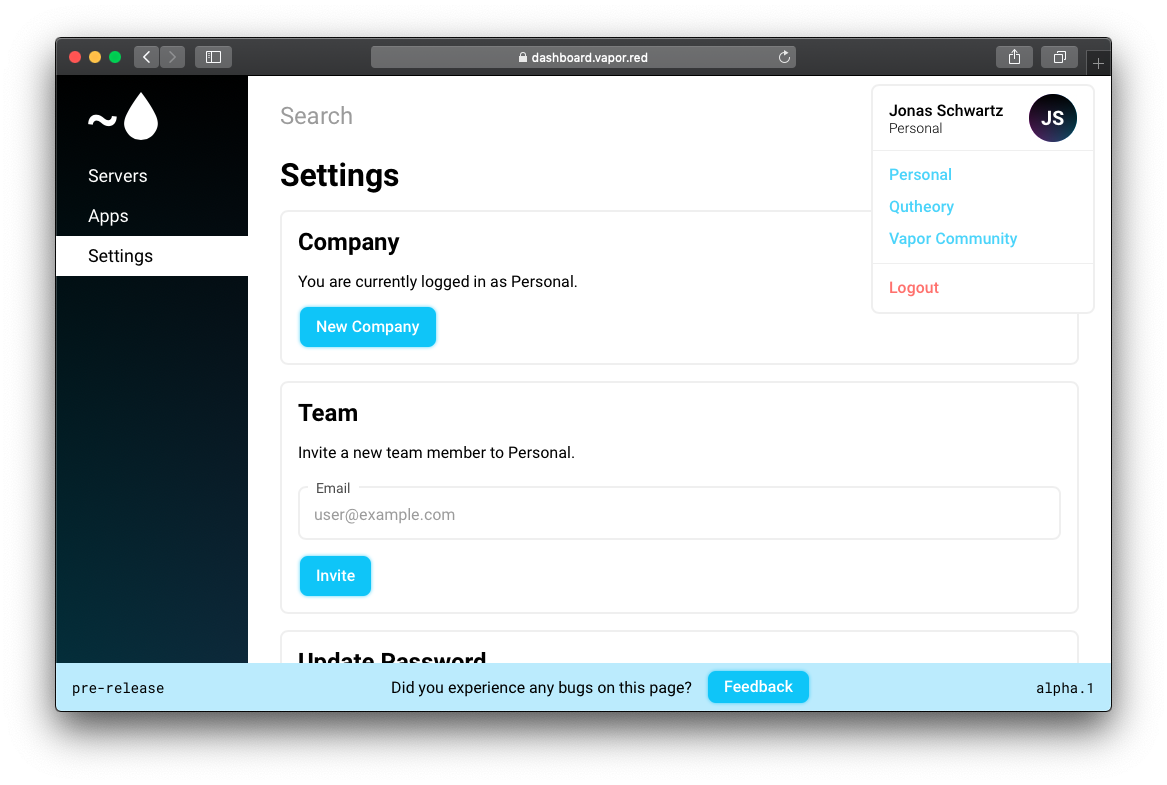 dashboard.vapor.red
~
Servers
Apps
Settings
Search
Jonas Schwartz
Personal
JS
Personal
Qutheory
Vapor Community
Logout
Settings
Company
You are currently logged in as Personal.
New Company
Team
Invite a new team member to Personal.
Email
user@example.com
Invite
Update Password
pre-release
Did you experience any bugs on this page?
Feedback
alpha.1